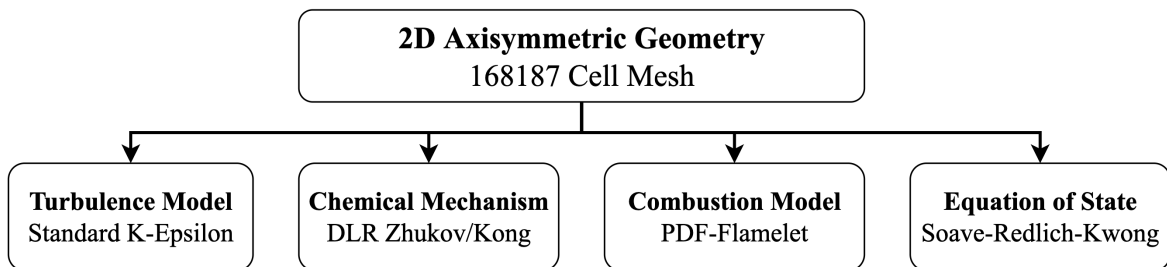 2D Axisymmetric Geometry
168187 Cell Mesh
Turbulence Model
Standard K-Epsilon
Chemical Mechanism
DLR Zhukov/Kong
Combustion Model
PDF-Flamelet
Equation of State
Soave-Redlich-Kwong